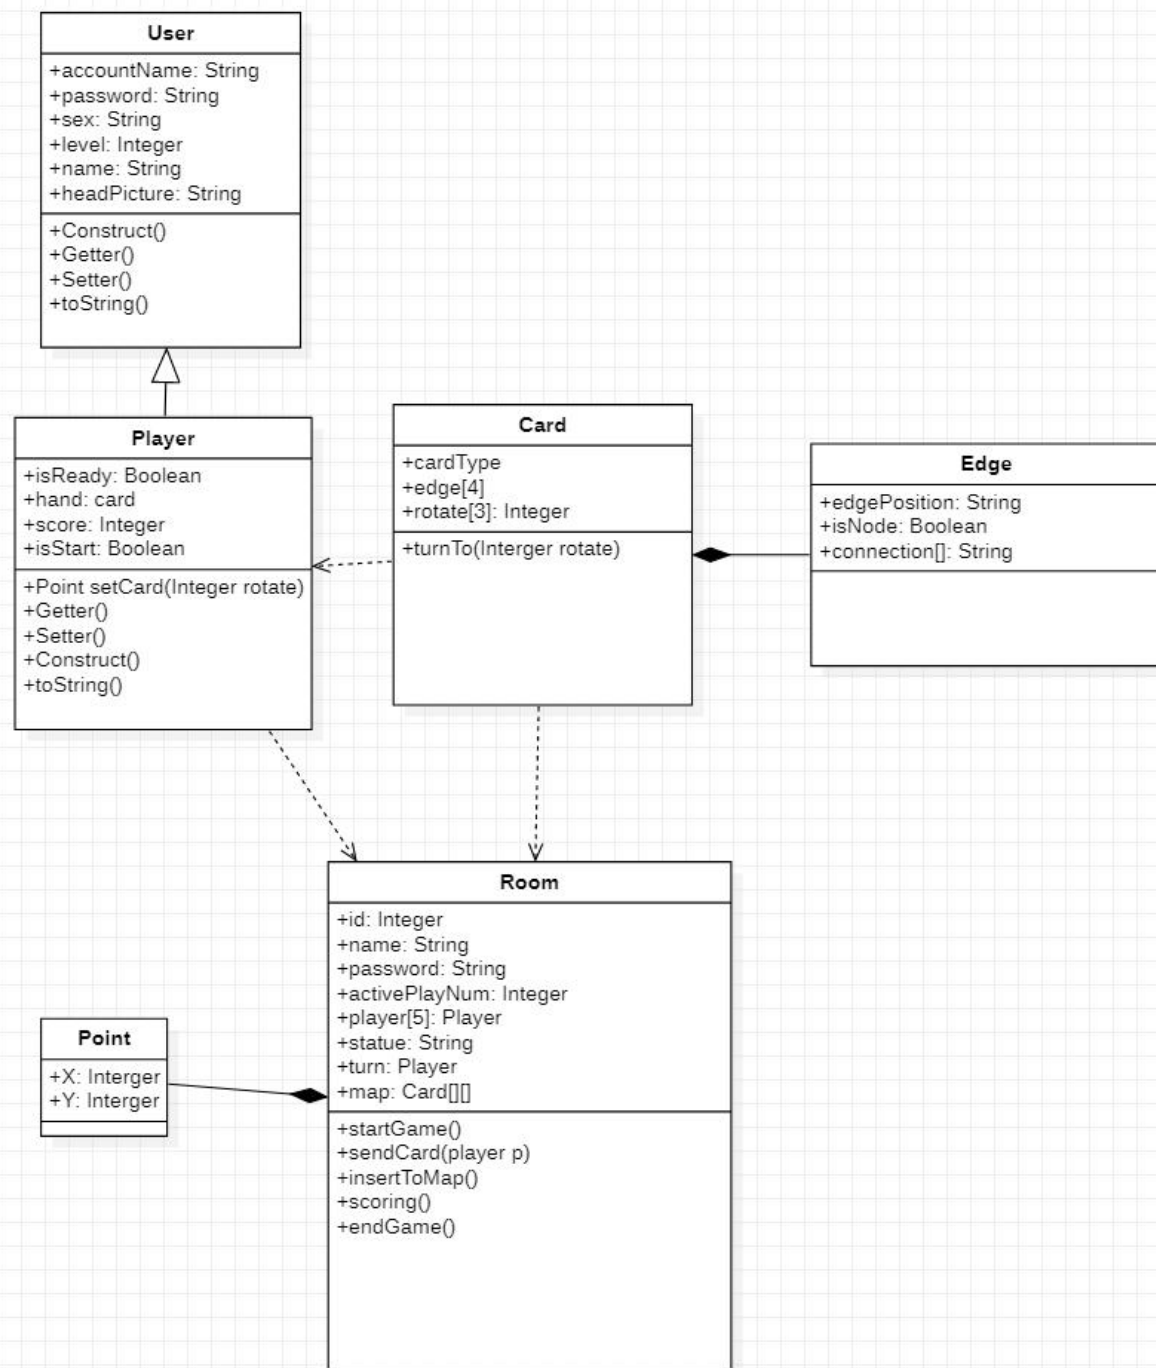 User
+accountName: String
+password: String
+sex: String
+level: Integer
+name: String
+headPicture: String
+Construct()
+Getter()
+Setter()
+toString()
Player
+isReady: Boolean
+hand: card
+score: Integer
+isStart: Boolean
+Point setCard(Integer rotate)
+Getter()
+Setter()
+Construct()
+toString()
Card
+cardType
+edge[4]
+rotate[3]: Integer
+turnTo(Interger rotate)
Edge
+edgePosition: String
+isNode: Boolean
+connection[]: String
Room
+id: Integer
+name: String
+password: String
+activePlayNum: Integer
+player[5]: Player
+statue: String
+turn: Player
+map: Card[][]
+startGame()
+sendCard(player p)
+insertToMap()
+scoring()
+endGame()
Point
+X: Interger
+Y: Interger